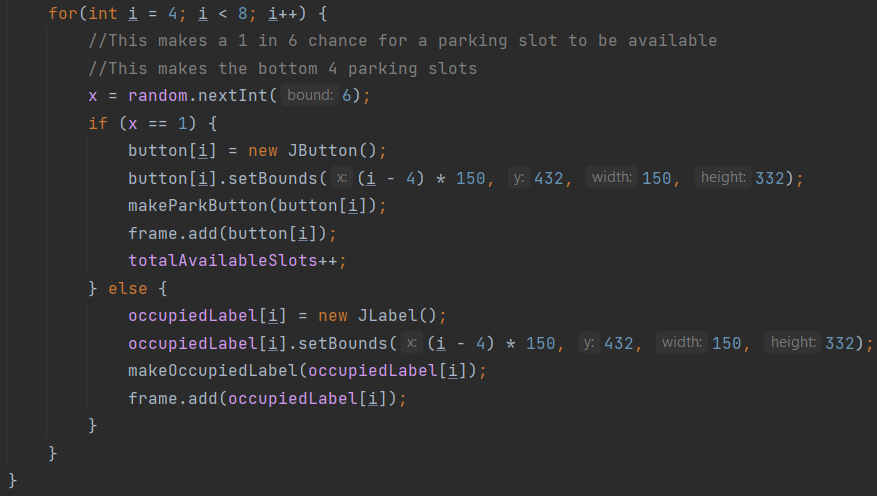 for(int i = 4; i < 8; i++) {
//This makes a 1 in 6 chance for a parking slot to be available
//This makes the bottom 4 parking slots
x = random.nextInt( bound: 6);
if (x == 1) {
button[i] = new JButton();
button[i].setBounds( x: (i - 4) * 150, y: 432, width: 150, height: 332);
makeParkButton(button[i]);
frame.add(button[i]);
totalAvailableSlots++;
} else {
occupiedLabel[i] = new JLabel();
occupiedLabel[i].setBounds( x: (i - 4) * 150, y: 432, width: 150, height: 332);
makeOccupiedLabel(occupiedLabel[i]);
frame.add(occupiedLabel[i]);
}
}
}